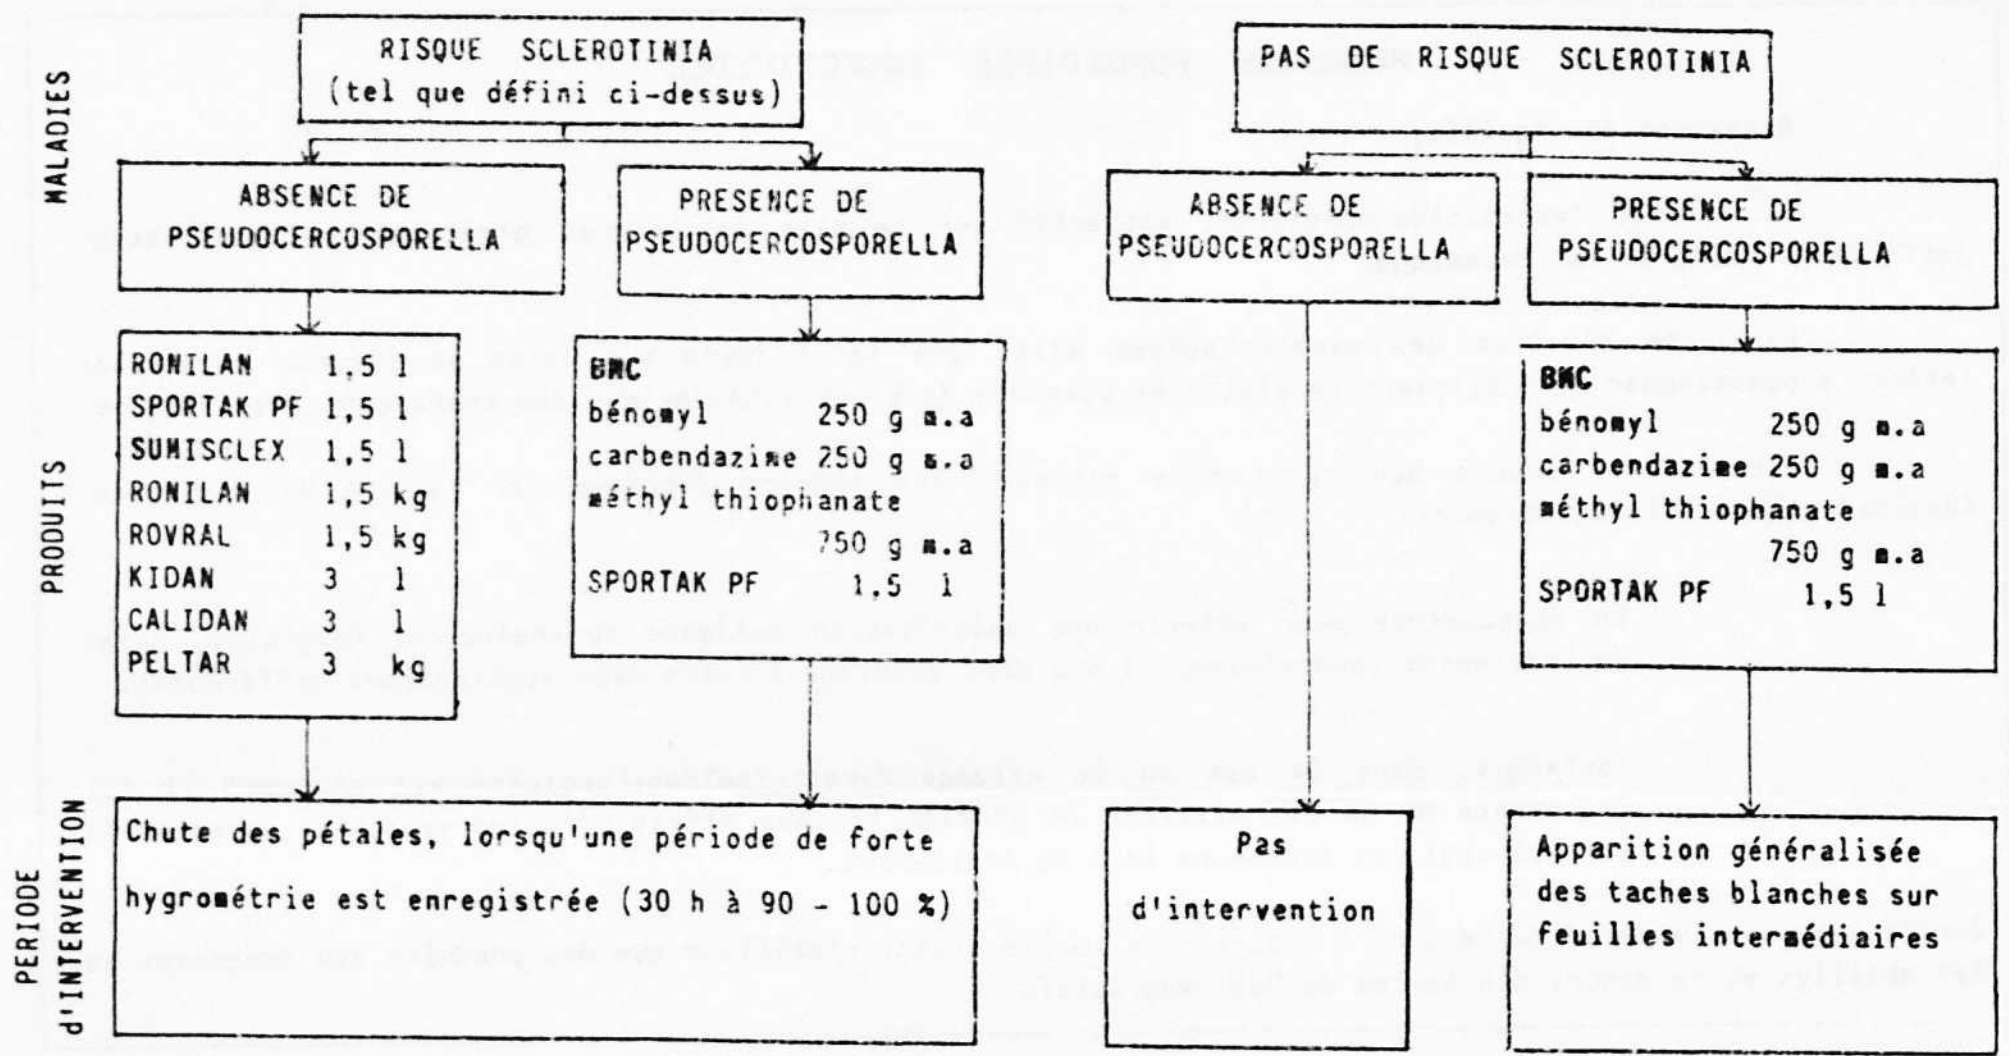 MALADIES
RISQUE SCLEROTINIA
(tel que défini ci-dessus)
PAS DE RISQUE SCLEROTINIA
ABSENCE DE
PSEUDOCERCOSPORELLA
PRESENCE DE
PSEUDOCERCOSPORELLA
ABSENCE DE
PSEUDOCERCOSPORELLA
PRESENCE DE
PSEUDOCERCOSPORELLA
PRODUITS
RONILAN 1,5 l
SPORTAK PF 1,5 l
SUMISCLEX 1,5 l
RONILAN 1,5 kg
ROVRAL 1,5 kg
KIDAN 3 l
CALIDAN 3 l
PELTAR 3 kg
BMC
bénomyl 250 g m.a
carbendazime 250 g m.a
méthyl thiophanate
750 g m.a
SPORTAK PF 1,5 l
BMC
bénomyl 250 g m.a
carbendazime 250 g m.a
méthyl thiophanate
750 g m.a
SPORTAK PF 1,5 l
PERIODE
d'INTERVENTION
Chute des pétales, lorsqu'une période de forte
hygrométrie est enregistrée (30 h à 90 - 100 %)
Pas
d'intervention
Apparition généralisée
des taches blanches sur
feuilles intermédiaires